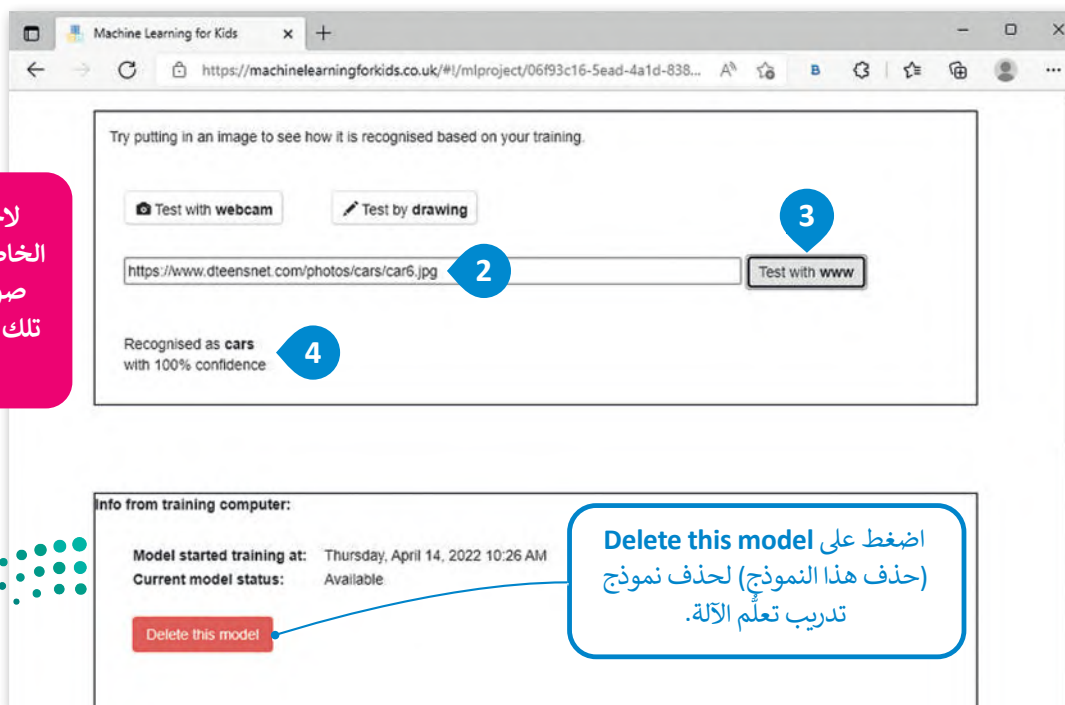 Machine Learning for Kids
https://machinelearningforkids.co.uk/#!/mlproject/06f93c16-5ead-4a1d-838...
Try putting in an image to see how it is recognised based on your training.
Test with webcam
Test by drawing
3
https://www.dteensnet.com/photos/cars/car6.jpg
2
Test with www
Recognised as cars
with 100% confidence
4
تلك
Info from training computer:
Model started training at: Thursday, April 14, 2022 10:26 AM
Current model status: Available
Delete this model
اضغط على Delete this model
(حذف هذا النموذج) لحذف نموذج
تدريب تعلُّم الآلة.